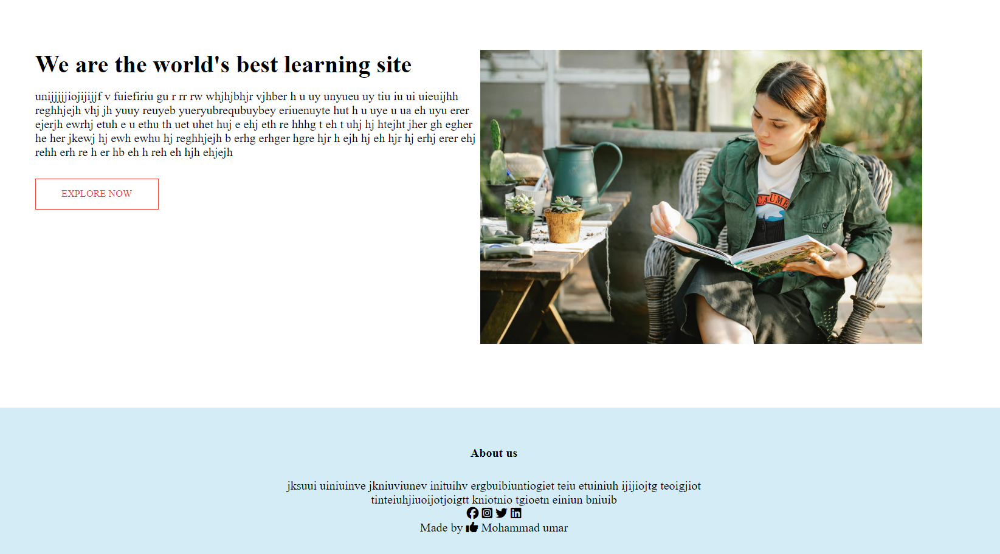 We are the world's best learning site
unijjjjjiojijijjf v fuiefiriu gu r rr rw whjhjbhjr vjhber h u uy unyueu uy tiu iu ui uieuijhh
reghhjejh vhj jh yuuy reuyeb yueryubrequbuybey eriuenuyte hut h u uye u ua eh uyu erer
ejerjh ewrhj etuh e u ethu th uet uhet huj e ehj eth re hhhg t eh t uhj hj htejht jher gh egher
he her jkewj hj ewh ewhu hj reghhjejh b erhg erhger hgre hjr h ejh hj eh hjr hj erhj erer ehj
rehh erh re h er hb eh h reh eh hjh ehjejh
EXPLORE NOW
CAUME
About us
jksuui uiniuinve jkniuviunev inituihv ergbuibiuntiogiet teiu etuiniuh ijijiojtg teoigjiot
tinteiuhjiuoijotjoigtt kniotnio tgioetn einiun bniuib
Made by Mohammad umar